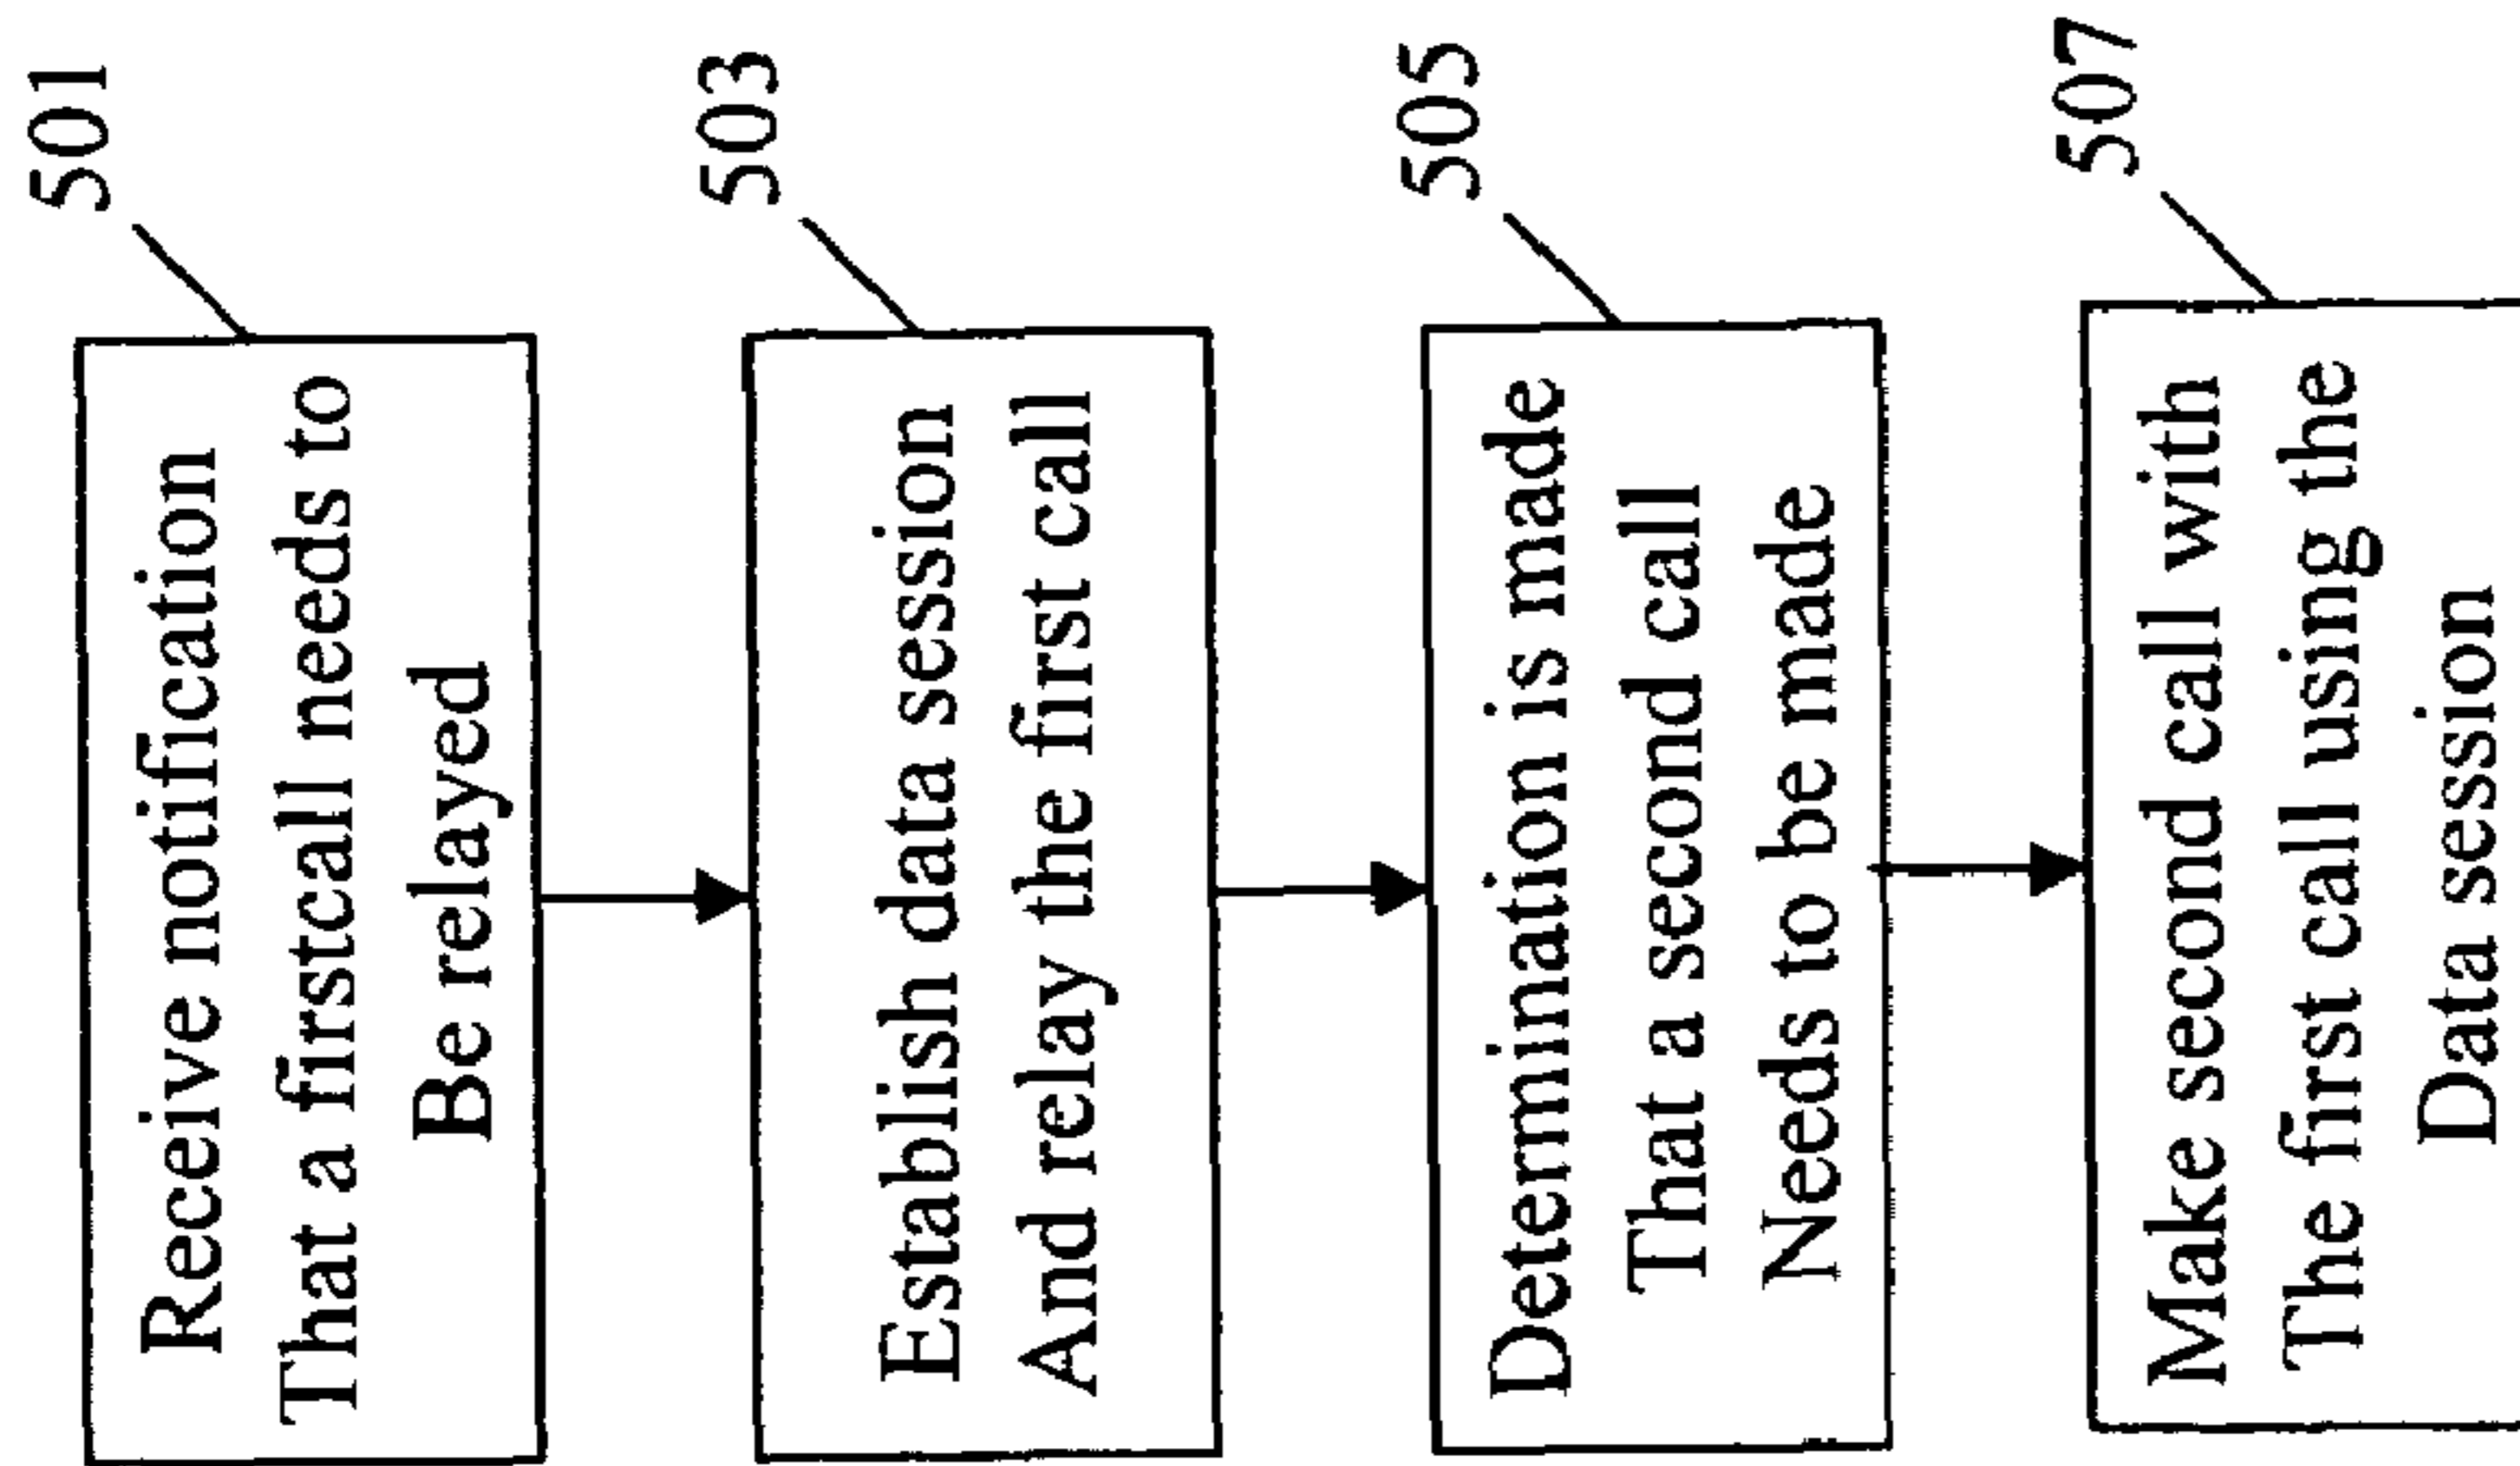 501
Receive notification
That a firstcall needs to
Be relayed
503
Establish data session
And relay the first call
505
Determination is made
That a second call
Needs to be made
507
Make second call with
The first call using the
Data session